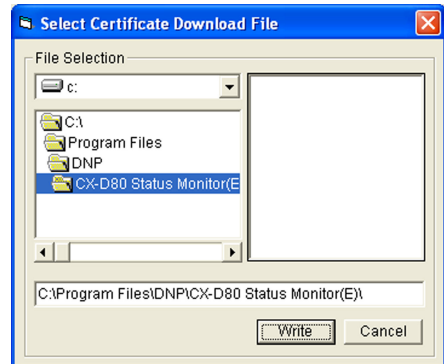 Select Certificate Download File
File Selection
c:
C:\
Program Files
DNP
CX-D80 Status Monitor(E
C:\Program Files\DNP\CX-D80 Status Monitor(E)\
Write
Cancel